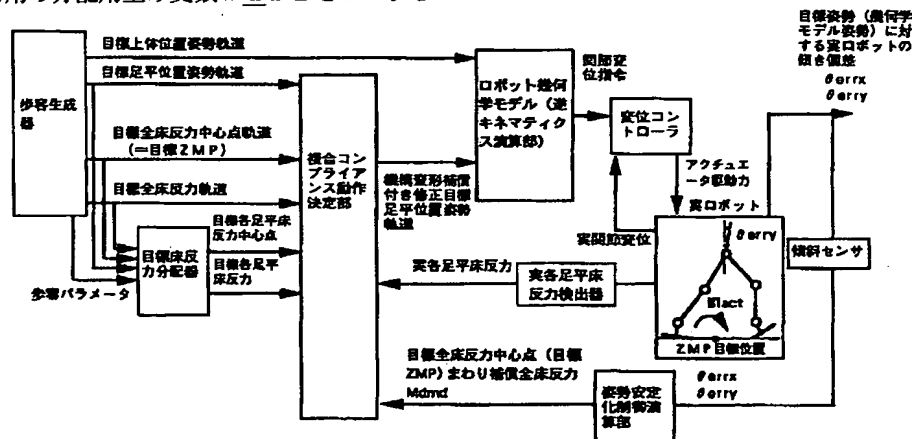 目標上体位置姿勢軌道
目標足平位置姿勢軌道
歩容生成
器
目標全床反力中心点軌道
(=目標ZMP)
目標全床反力軌道
目標各足平床
反力中心点
目標各足平
床反力
目標床反
力分配器
歩容パラメータ
複合コン
プライア
ンス動作
決定部
機構変形補償
付き修正目標
足平位置姿勢
軌道
ロボット幾何
学モデル(逆
キネマティク
ス演算部)
関節変
位指令
変位コン
トローラ
アクチュエ
ータ駆動力
実ロボット
実関節変位
θerry
Mact
ZMP目標位置
実各足平床反力
実各足平床
反力検出器
目標姿勢(幾何学
モデル姿勢)に対
する実ロボットの
傾き偏差
θerrx
θerry
傾斜センサ
目標全床反力中心点(目標
ZMP)まわり補償全床反力
Mdmd
姿勢安定
化制御演
算部
θerrx
θerry